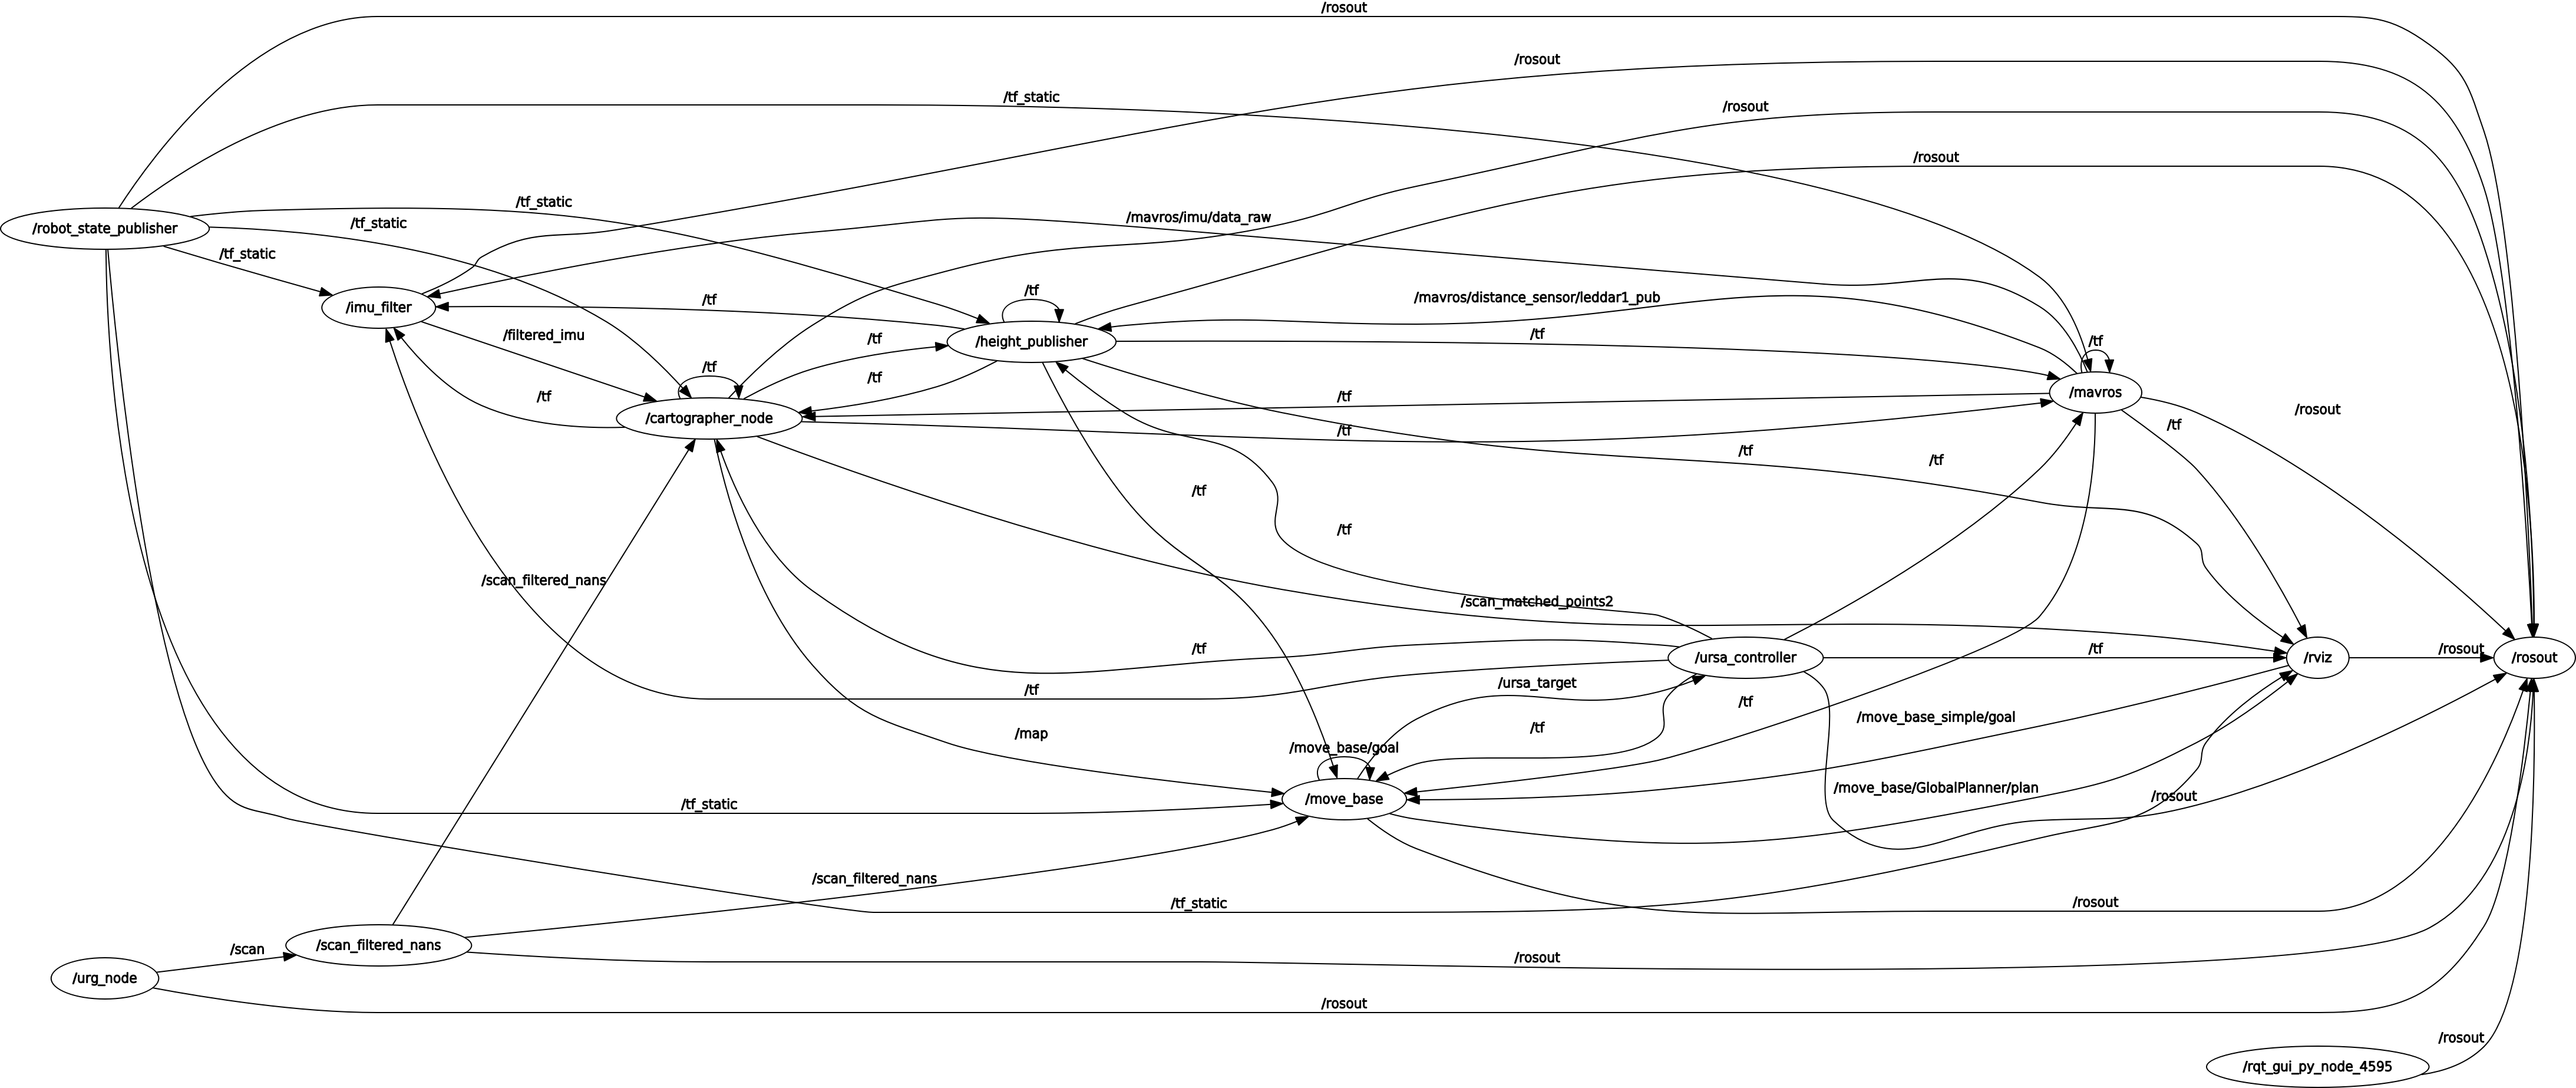 /rosout
/rosout
/tf_static
/rosout
/rosout
/tf_static
/mavros/imu/data_raw
/tf_static
/robot_state_publisher
/tf_static
/tf
/mavros/distance_sensor/leddar1_pub
/tf
/imu_filter
/filtered_imu
/tf
/height_publisher
/tf
/tf
/tf
/tf
/mavros
/tf
/tf
/rosout
/cartographer_node
/tf
/tf
/tf
/tf
/tf
/tf
/scan_filtered_nans
/scan_matched_points2
/tf
/ursa_controller
/tf
/rviz
/rosout
/rosout
/tf
/ursa_target
/tf
/move_base_simple/goal
/map
/tf
/move_base/goal
/move_base
/move_base/GlobalPlanner/plan
/rosout
/tf_static
/scan_filtered_nans
/tf_static
/rosout
/scan
/scan_filtered_nans
/rosout
/urg_node
/rosout
/rosout
/rqt_gui_py_node_4595